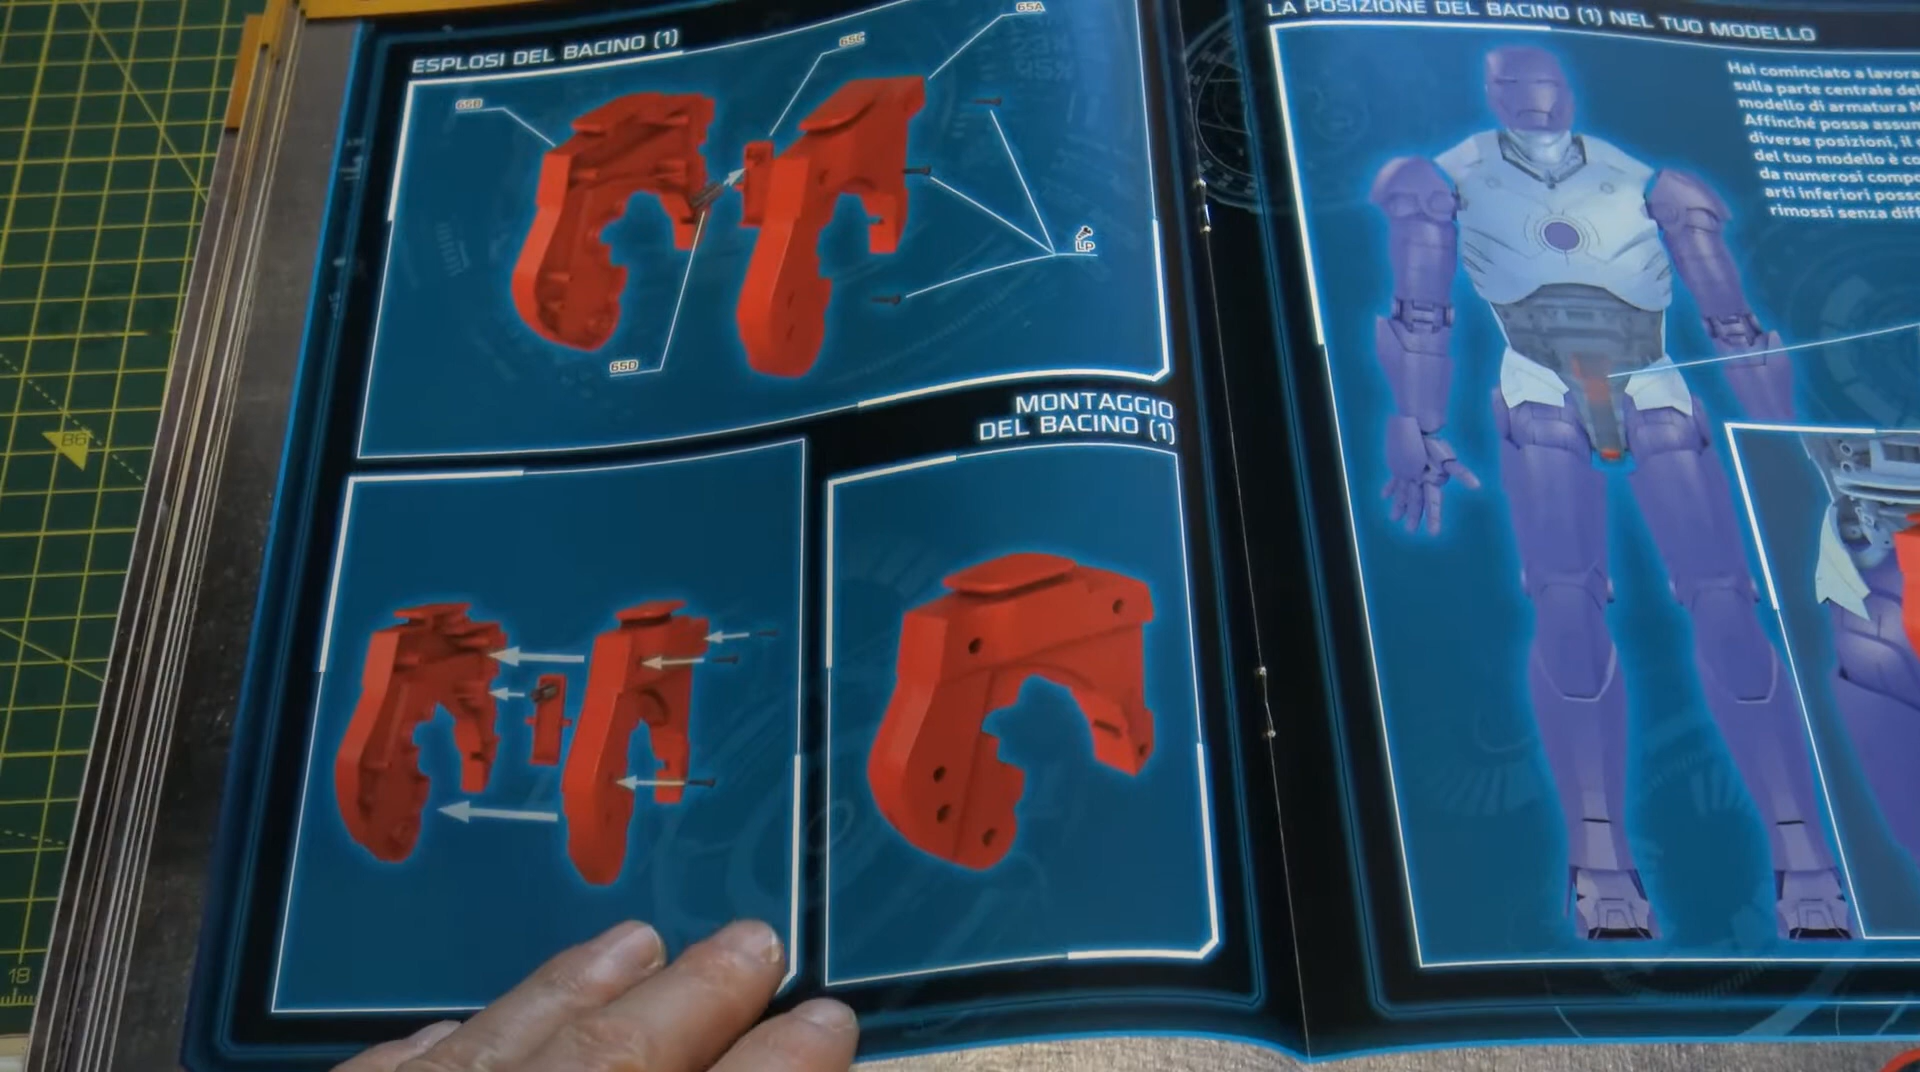 ESPLOSI DEL BACINO (1)
65B
65C
65A
LP
65D
MONTAGGIO
DEL BACINO (1)
LA POSIZIONE DEL BACINO (1) NEL TUO MODELLO
Hai cominciato a lavora
sulla parte centrale del
modello di armatura M
Affinché possa assum
diverse posizioni, il
del tuo modello è co
da numerosi compo
arti inferiori posso
rimossi senza diff
B6
18